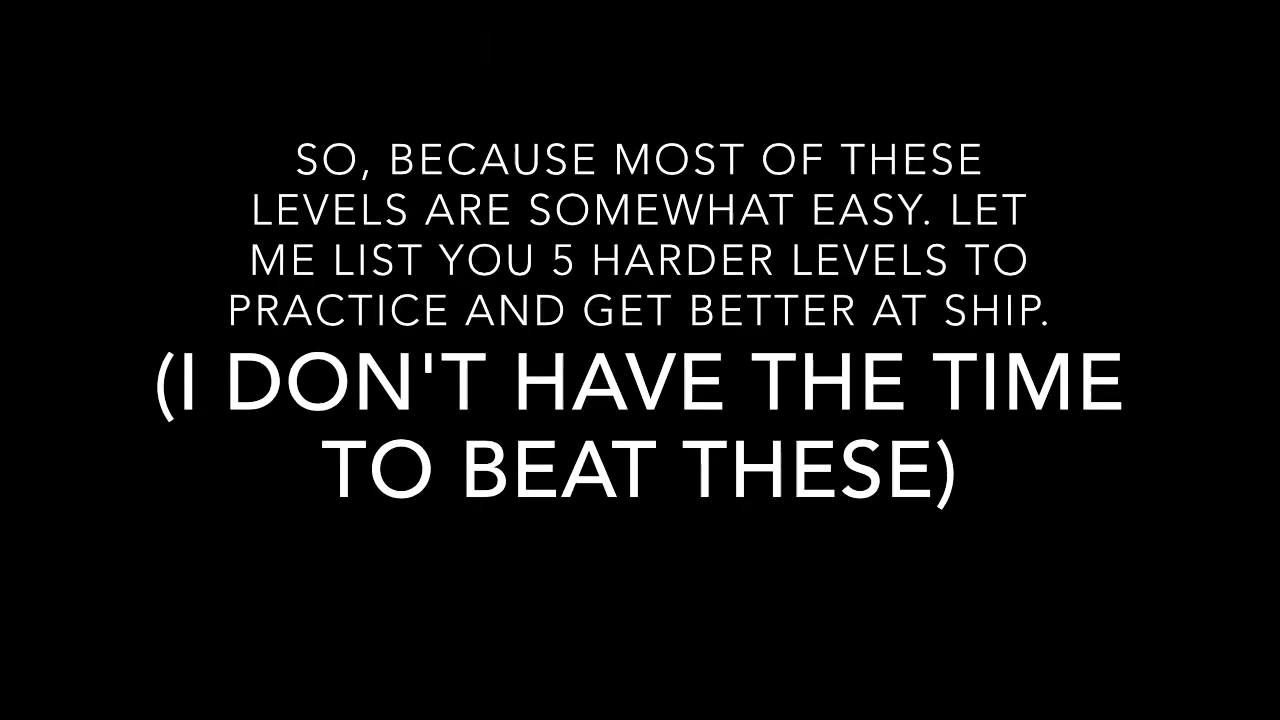 SO, BECAUSE MOST OF THESE
LEVELS ARE SOMEWHAT EASY. LET
ME LIST YOU 5 HARDER LEVELS TO
PRACTICE AND GET BETTER AT SHIP.
(I DON'T HAVE THE TIME
TO BEAT THESE)